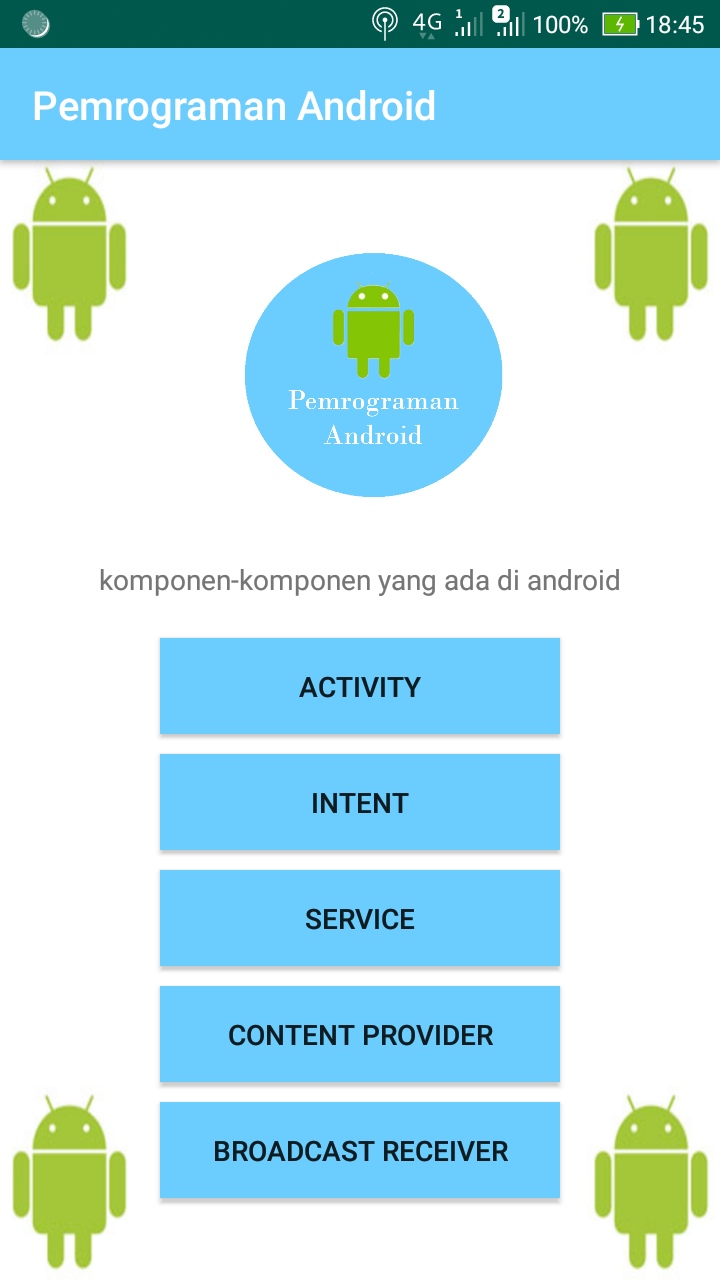 4G 1 2 100% 18:45
Pemrograman Android
Pemrograman
Android
komponen-komponen yang ada di android
ACTIVITY
INTENT
SERVICE
CONTENT PROVIDER
BROADCAST RECEIVER